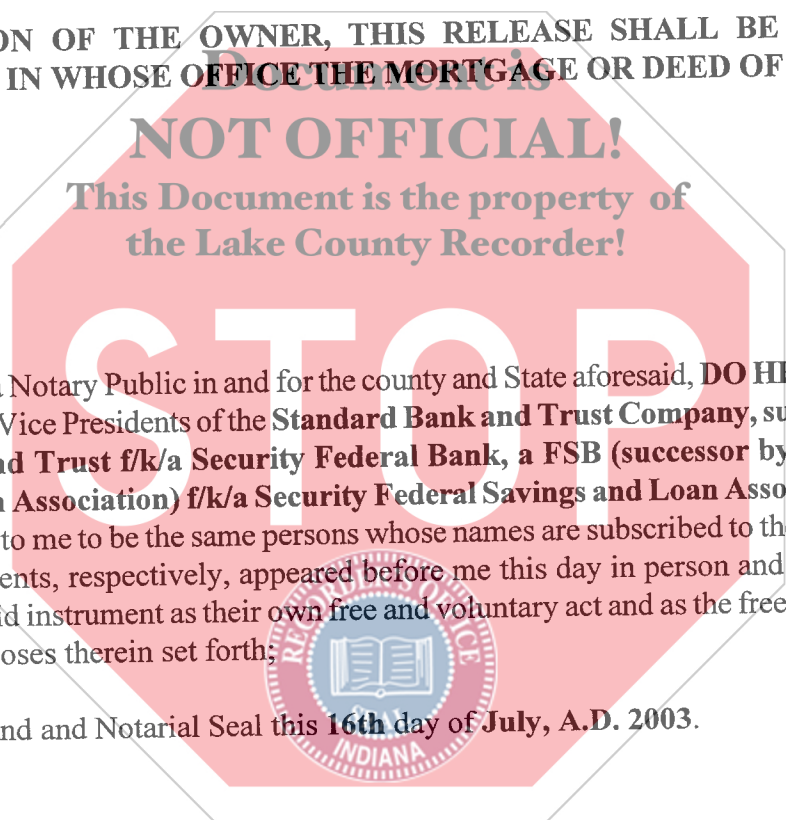 ON OF THE OWNER, THIS RELEASE SHALL BE
IN WHOSE OFFICE THE MORTGAGE OR DEED OF
Document is
NOT OFFICIAL!
This Document is the property of
the Lake County Recorder!
STOP
a Notary Public in and for the county and State aforesaid, DO HE
Vice Presidents of the Standard Bank and Trust Company, su
nd Trust f/k/a Security Federal Bank, a FSB (successor by
n Association) f/k/a Security Federal Savings and Loan Asso
to me to be the same persons whose names are subscribed to th
ents, respectively, appeared before me this day in person and
id instrument as their own free and voluntary act and as the free
oses therein set forth;
nd and Notarial Seal this 16th day of July, A.D. 2003.
RECORDER'S OFFICE
SEAL
INDIANA